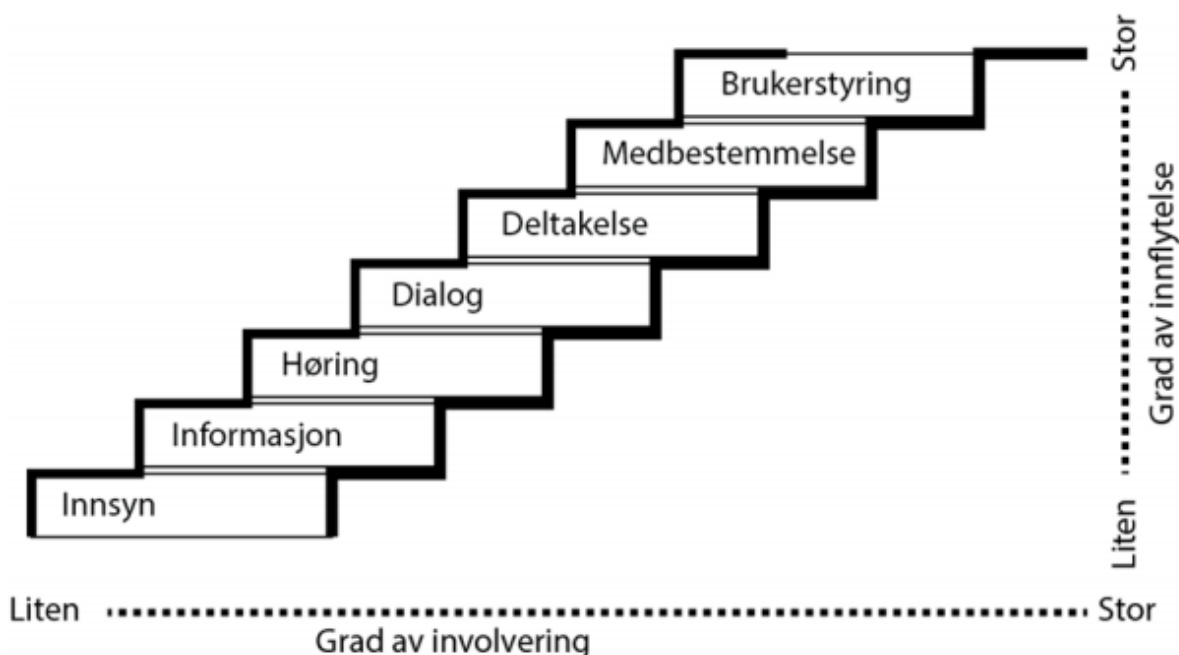 Brukerstyring
Medbestemmelse
Deltakelse
Dialog
Høring
Informasjon
Innsyn
Stor
Grad av innflytelse
Liten
Liten
Stor
Grad av involvering